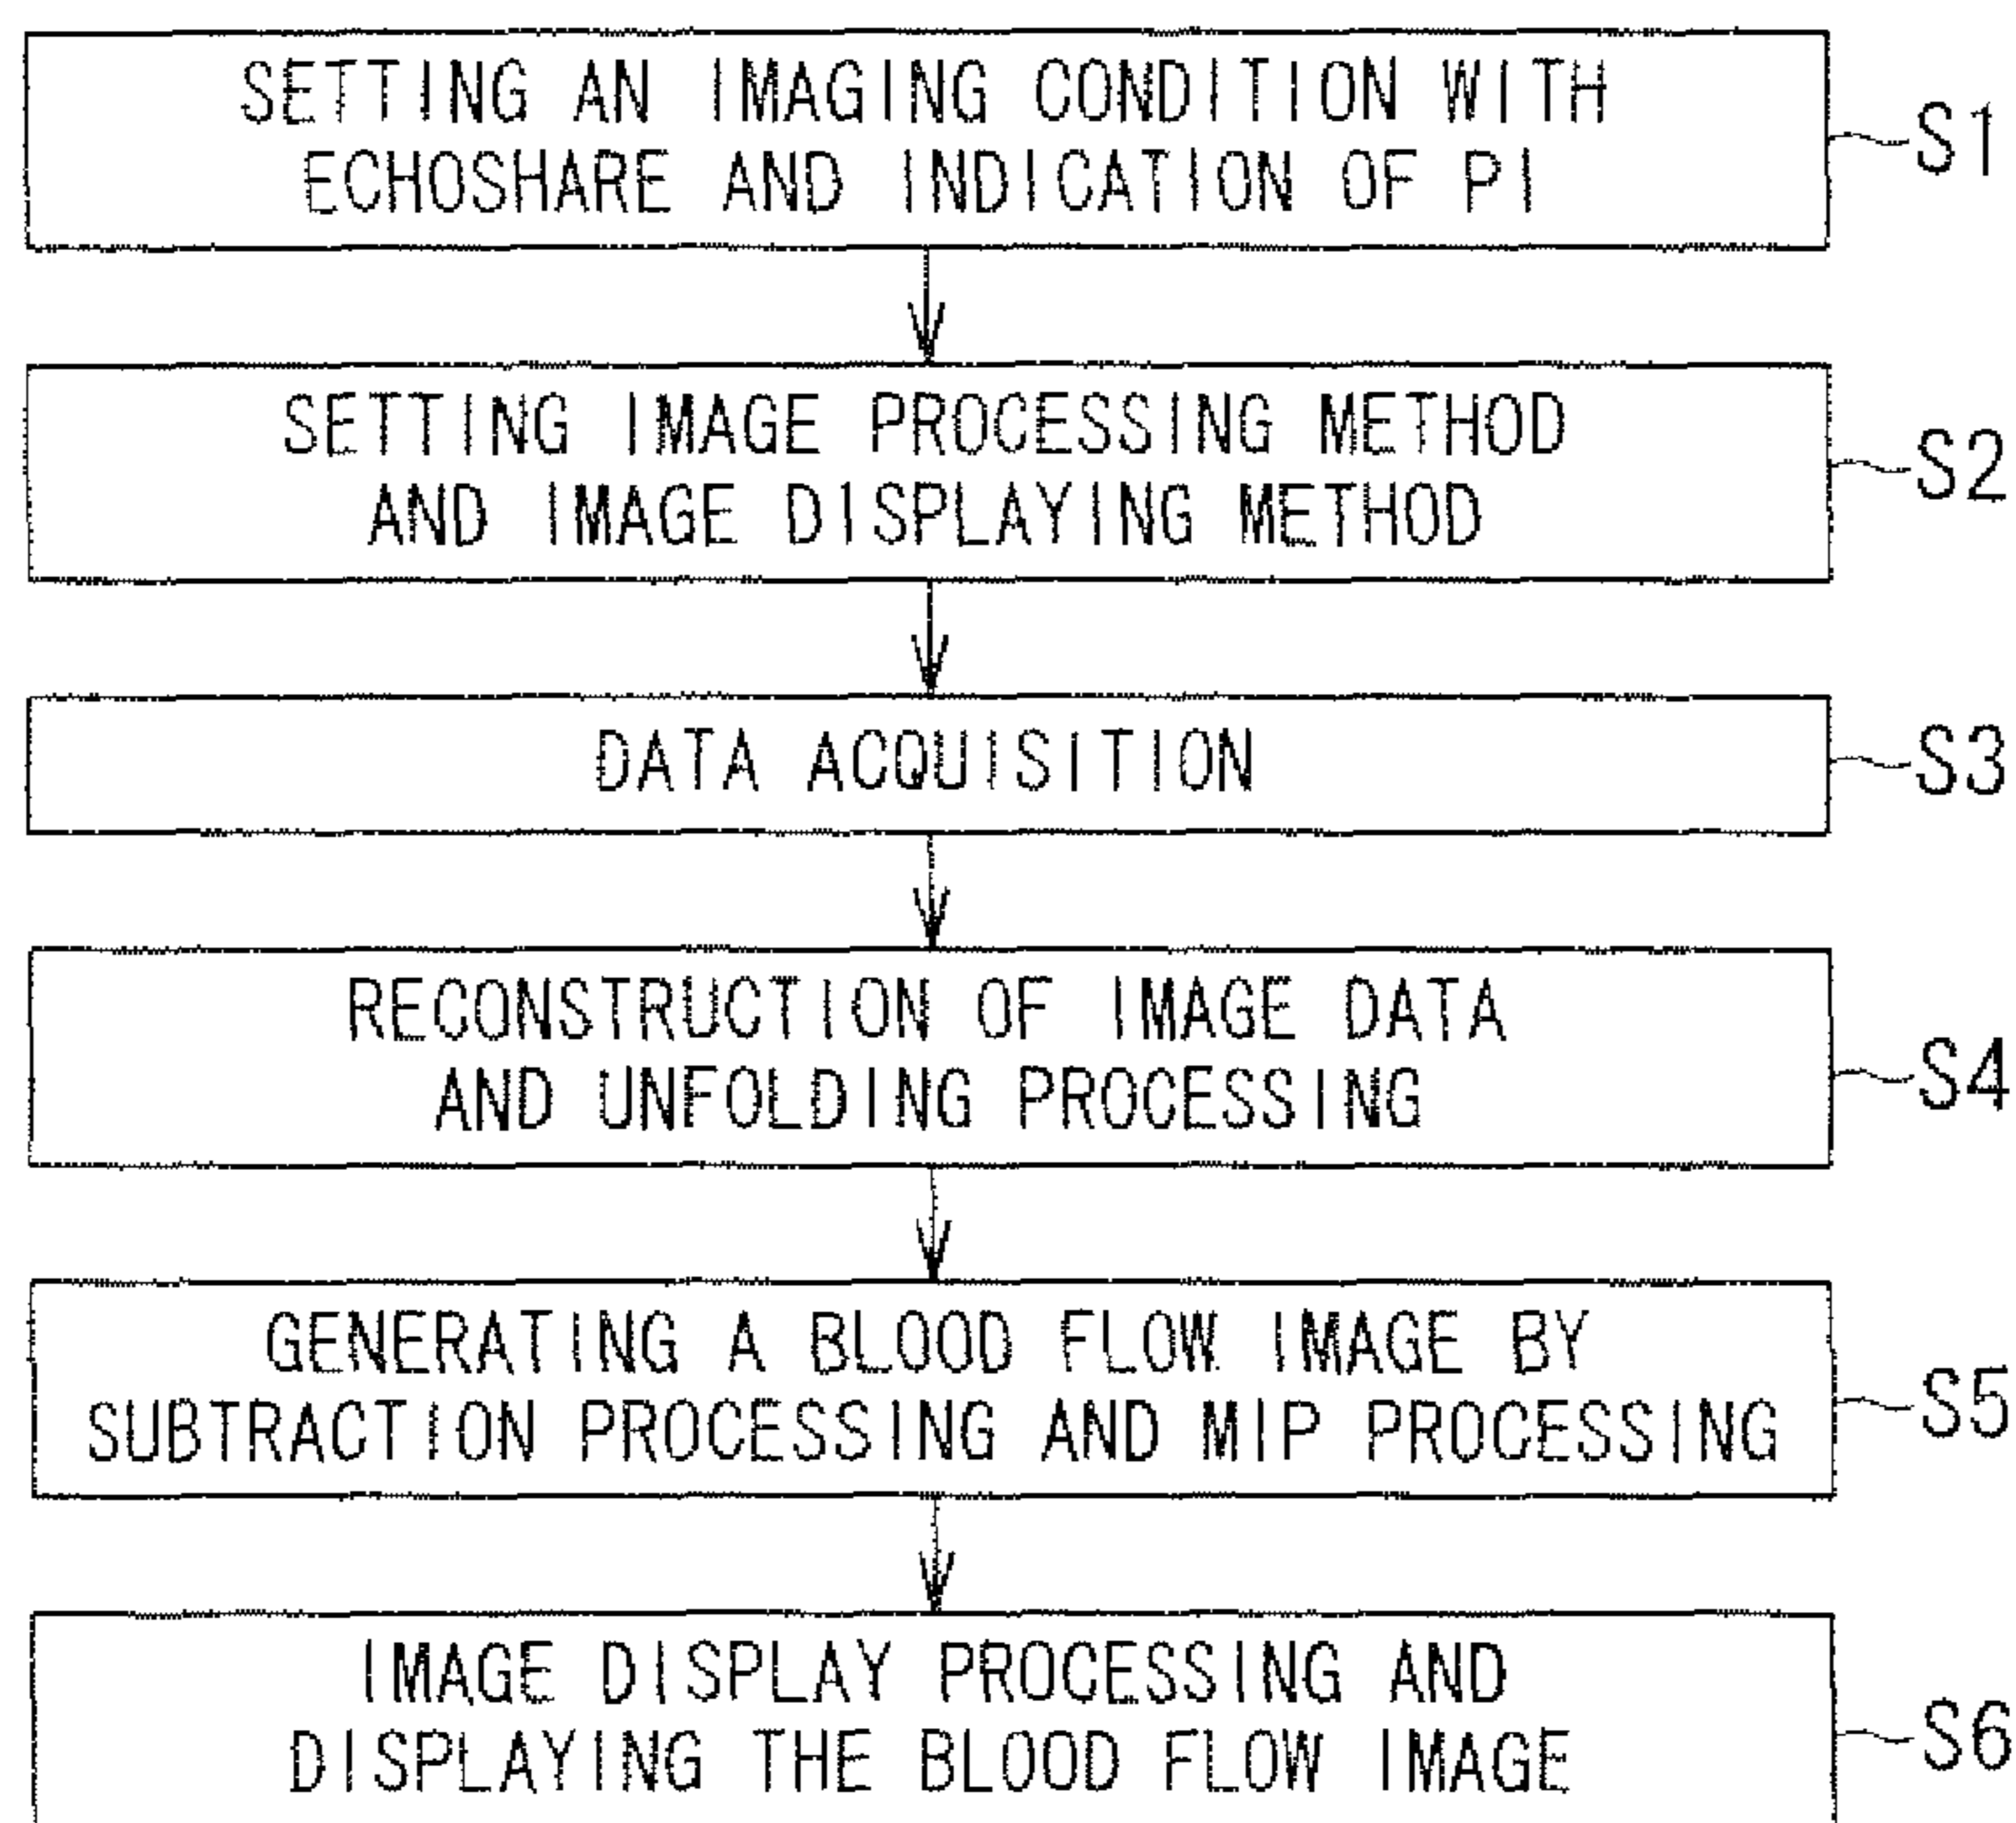 SETTING AN IMAGING CONDITION WITH
ECHOSHARE AND INDICATION OF PI
S1
SETTING IMAGE PROCESSING METHOD
AND IMAGE DISPLAYING METHOD
S2
DATA ACQUISITION
S3
RECONSTRUCTION OF IMAGE DATA
AND UNFOLDING PROCESSING
S4
GENERATING A BLOOD FLOW IMAGE BY
SUBTRACTION PROCESSING AND MIP PROCESSING
S5
IMAGE DISPLAY PROCESSING AND
DISPLAYING THE BLOOD FLOW IMAGE
S6